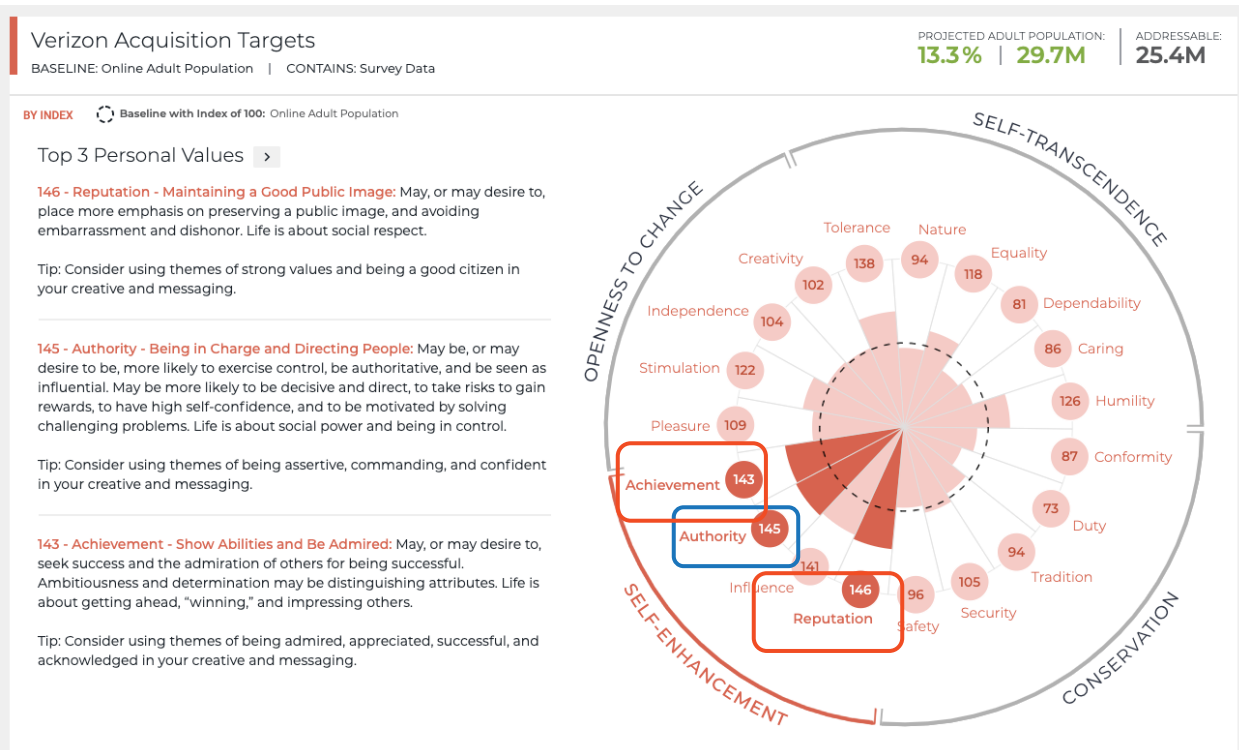 Verizon Acquisition Targets
BASELINE: Online Adult Population | CONTAINS: Survey Data
PROJECTED ADULT POPULATION:
13.3% | 29.7M
ADDRESSABLE:
25.4M
BY INDEX
Baseline with Index of 100: Online Adult Population
Top 3 Personal Values >
146 - Reputation - Maintaining a Good Public Image: May, or may desire to,
place more emphasis on preserving a public image, and avoiding
embarrassment and dishonor. Life is about social respect.
Tip: Consider using themes of strong values and being a good citizen in
your creative and messaging.
145 - Authority - Being in Charge and Directing People: May be, or may
desire to be, more likely to exercise control, be authoritative, and be seen as
influential. May be more likely to be decisive and direct, to take risks to gain
rewards, to have high self-confidence, and to be motivated by solving
challenging problems. Life is about social power and being in control.
Tip: Consider using themes of being assertive, commanding, and confident
in your creative and messaging.
143 - Achievement - Show Abilities and Be Admired: May, or may desire to,
seek success and the admiration of others for being successful.
Ambitiousness and determination may be distinguishing attributes. Life is
about getting ahead, “winning,” and impressing others.
Tip: Consider using themes of being admired, appreciated, successful, and
acknowledged in your creative and messaging.
SELF-TRANSCENDENCE
OPENNESS TO CHANGE
SELF-ENHANCEMENT
CONSERVATION
Tolerance
138
Nature
94
Equality
118
Dependability
81
Caring
86
Humility
126
Conformity
87
Duty
73
Tradition
94
Security
105
Safety
96
Reputation
146
Influence
141
Authority
145
Achievement
143
Pleasure
109
Stimulation
122
Independence
104
Creativity
102